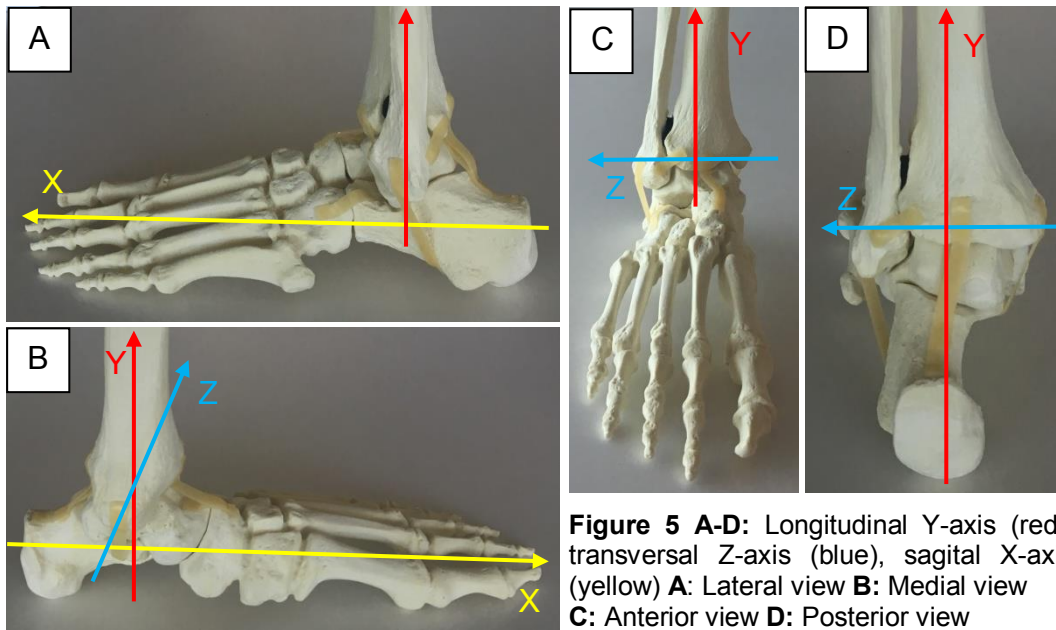 A
X
B
Y
Z
X
C
Y
Z
D
Y
Z
Figure 5 A-D: Longitudinal Y-axis (red
transversal Z-axis (blue), sagital X-ax
(yellow) A: Lateral view B: Medial view
C: Anterior view D: Posterior view